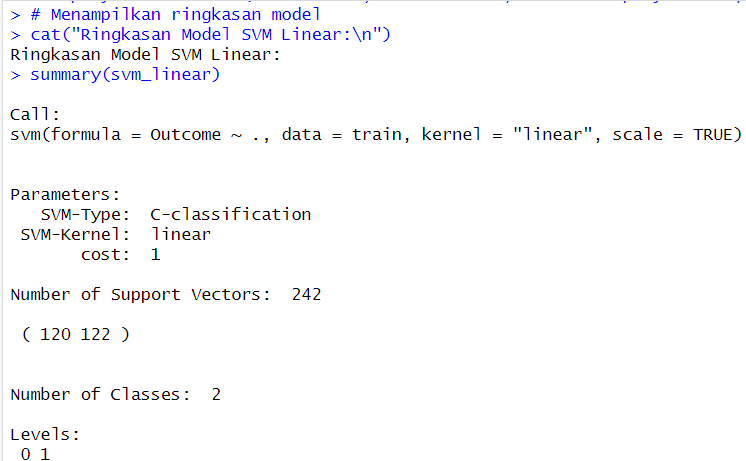 > # Menampilkan ringkasan model
> cat("Ringkasan Model SVM Linear:\n")
Ringkasan Model SVM Linear:
> summary(svm_linear)
Call:
svm(formula = Outcome ~ ., data = train, kernel = "linear", scale = TRUE)
Parameters:
   SVM-Type:  C-classification
 SVM-Kernel:  linear
       cost:  1
Number of Support Vectors:  242
 ( 120 122 )
Number of Classes:  2
Levels:
 0 1